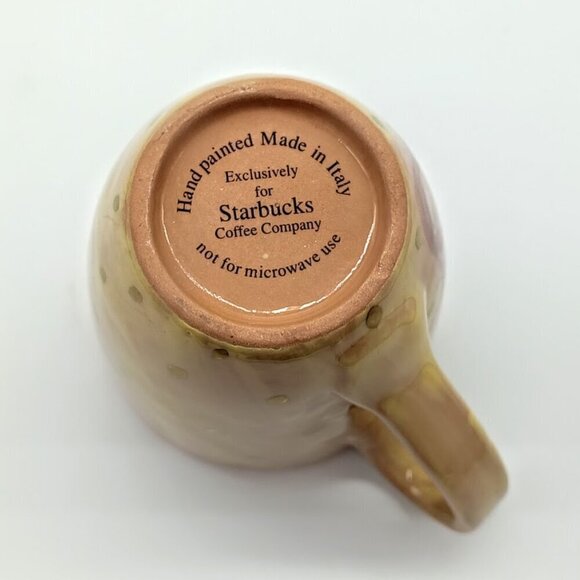 Hand painted Made in Italy
Exclusively
for
Starbucks
Coffee Company
not for microwave use